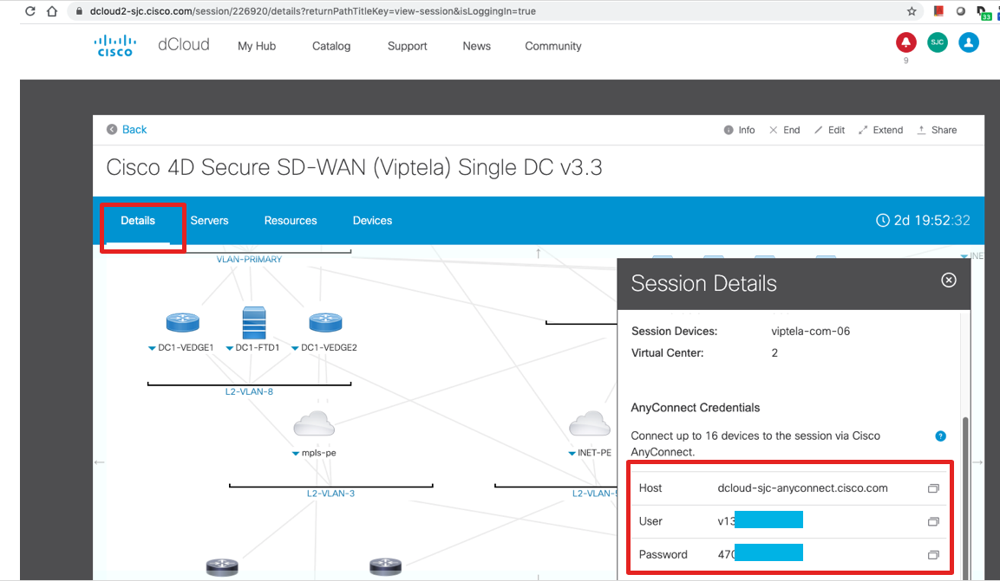 dcloud2-sjc.cisco.com/session/226920/details?returnPathTitleKey=view-session&isLoggingIn=true
33
CISCO dCloud My Hub Catalog Support News Community SJC
9
Back Info End Edit Extend Share
Cisco 4D Secure SD-WAN (Viptela) Single DC v3.3
Details Servers Resources Devices 2d 19:52:32
VLAN-PRIMARY
INE
Session Details
Session Devices: viptela-com-06
Virtual Center: 2
DC1-VEDGE1 DC1-FTD1 DC1-VEDGE2
L2-VLAN-8
AnyConnect Credentials
Connect up to 16 devices to the session via Cisco ?
AnyConnect.
mpls-pe INET-PE
L2-VLAN-3 L2-VLAN-
Host dcloud-sjc-anyconnect.cisco.com
User v13
Password 470